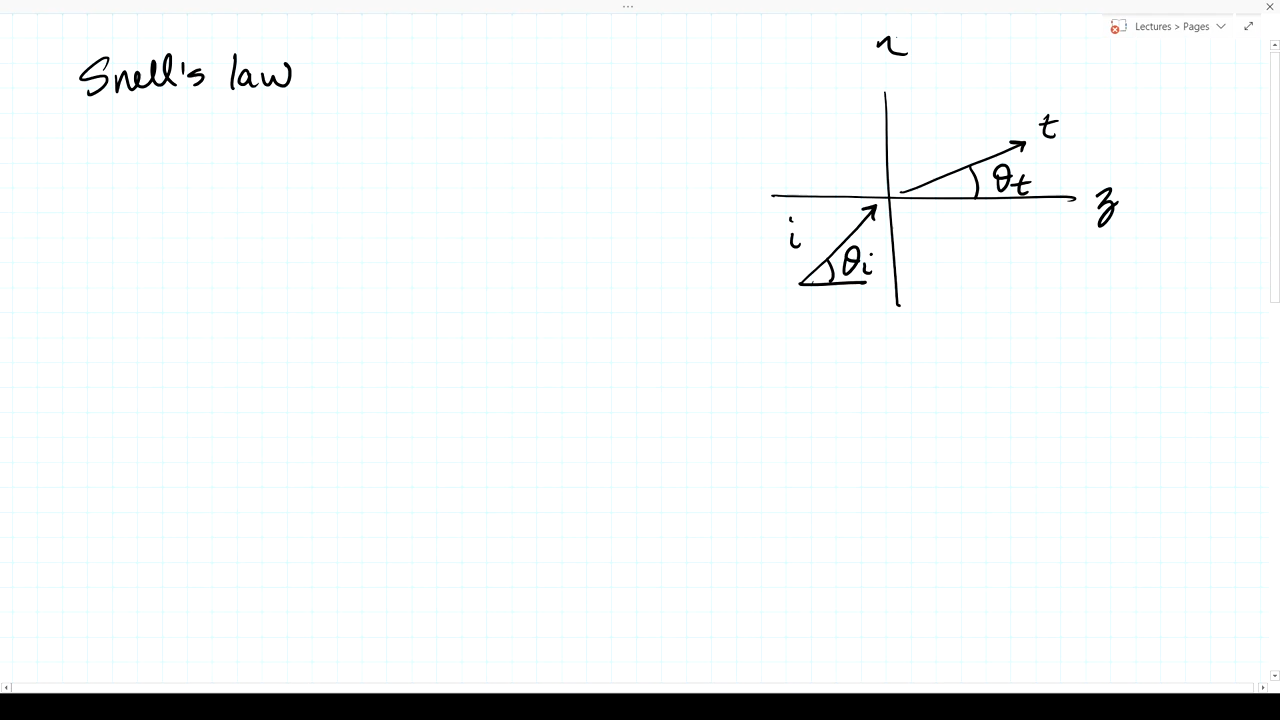 Lectures > Pages
Snell's law
t
θt
z
i
θi